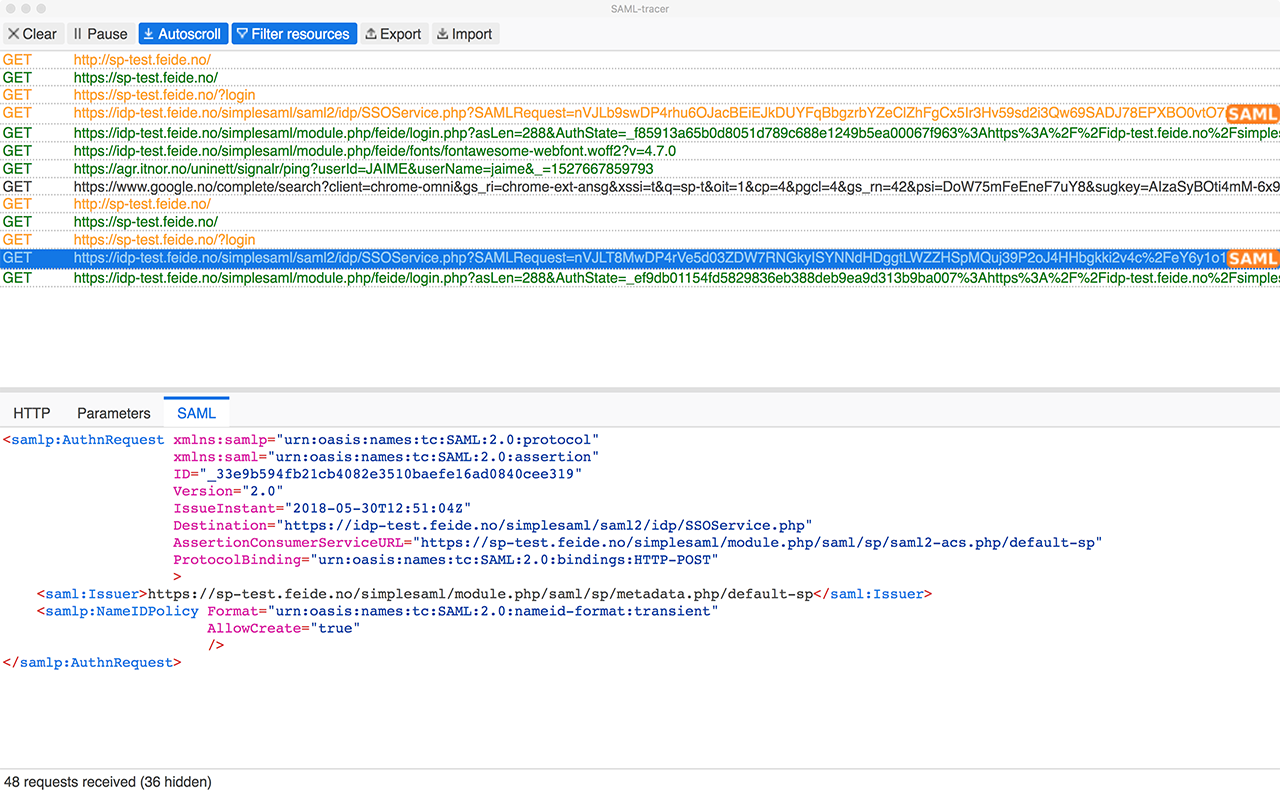 SAML-tracer
Clear Pause Autoscroll Filter resources Export Import
GET http://sp-test.feide.no/
GET https://sp-test.feide.no/
GET https://sp-test.feide.no/?login
GET https://idp-test.feide.no/simplesaml/saml2/idp/SSOService.php?SAMLRequest=nVJLb9swDP4rhu6OJacBEiEJkDUYFqBbgzrbYZeClZhFgCx5Ir3Hv59sd2i3Qw69SADJ78EPXBO0vtO7 SAML
GET https://idp-test.feide.no/simplesaml/module.php/feide/login.php?asLen=288&AuthState=_f85913a65b0d8051d789c688e1249b5ea00067f963%3Ahttps%3A%2F%2Fidp-test.feide.no%2Fsimples
GET https://idp-test.feide.no/simplesaml/module.php/feide/fonts/fontawesome-webfont.woff2?v=4.7.0
GET https://agr.itnor.no/uninett/signalr/ping?userId=JAIME&userName=jaime&_=1527667859793
GET https://www.google.no/complete/search?client=chrome-omni&gs_ri=chrome-ext-ansg&xssi=t&q=sp-t&oit=1&cp=4&pgcl=4&gs_rn=42&psi=DoW75mFeEneF7uY8&sugkey=AIzaSyBOti4mM-6x9
GET http://sp-test.feide.no/
GET https://sp-test.feide.no/
GET https://sp-test.feide.no/?login
GET https://idp-test.feide.no/simplesaml/saml2/idp/SSOService.php?SAMLRequest=nVJLT8MwDP4rVe5d03ZDW7RNGkyISYNNdHDggtLWZZHSpMQuj39P2oJ4HHbgkki2v4c%2FeY6y1o1 SAML
GET https://idp-test.feide.no/simplesaml/module.php/feide/login.php?asLen=288&AuthState=_ef9db01154fd5829836eb388deb9ea9d313b9ba007%3Ahttps%3A%2F%2Fidp-test.feide.no%2Fsimples
HTTP Parameters SAML
<samlp:AuthnRequest xmlns:samlp="urn:oasis:names:tc:SAML:2.0:protocol"
xmlns:saml="urn:oasis:names:tc:SAML:2.0:assertion"
ID="_33e9b594fb21cb4082e3510baefe16ad0840cee319"
Version="2.0"
IssueInstant="2018-05-30T12:51:04Z"
Destination="https://idp-test.feide.no/simplesaml/saml2/idp/SSOService.php"
AssertionConsumerServiceURL="https://sp-test.feide.no/simplesaml/module.php/saml/sp/saml2-acs.php/default-sp"
ProtocolBinding="urn:oasis:names:tc:SAML:2.0:bindings:HTTP-POST"
>
<saml:Issuer>https://sp-test.feide.no/simplesaml/module.php/saml/sp/metadata.php/default-sp</saml:Issuer>
<samlp:NameIDPolicy Format="urn:oasis:names:tc:SAML:2.0:nameid-format:transient"
AllowCreate="true"
/>
</samlp:AuthnRequest>
48 requests received (36 hidden)